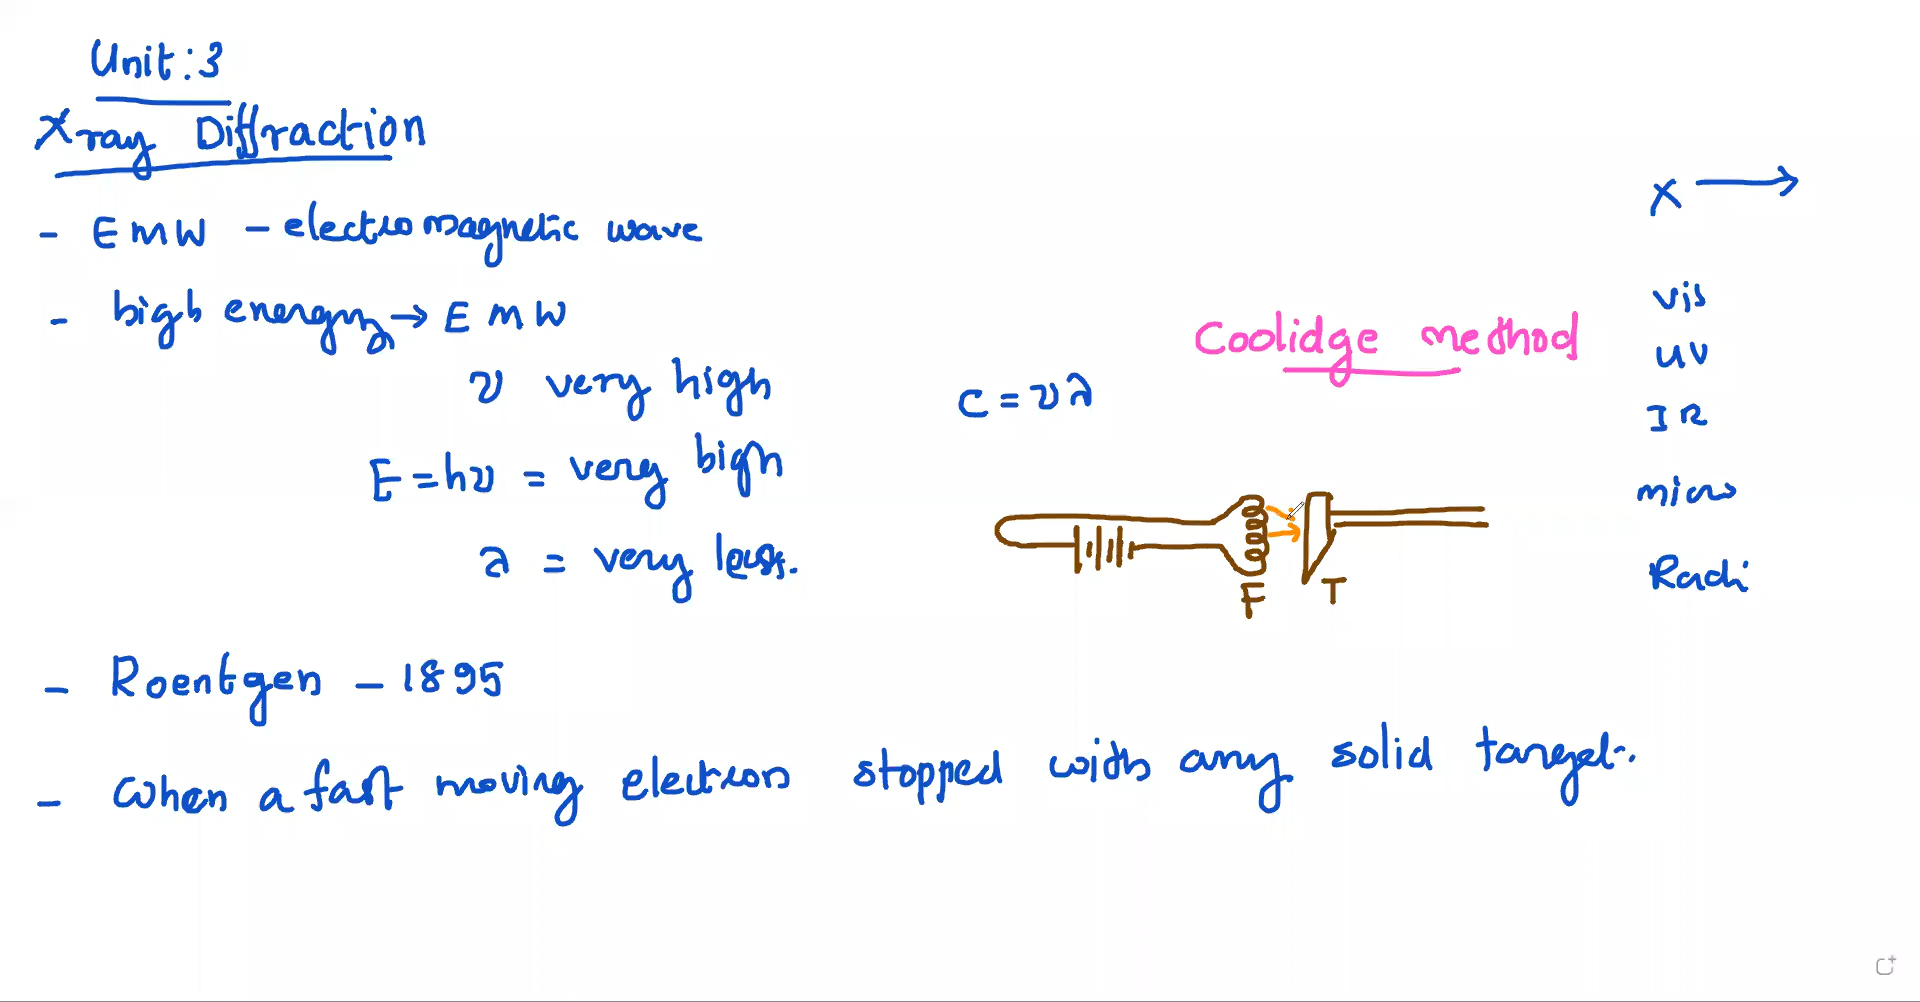 Unit:3
Xray Diffraction
- EMW - electromagnetic wave
- high energy → EMW
ν very high
E = hν = very high
λ = very less.
- Roentgen - 1895
- When a fast moving electron stopped with any solid target.
C = νλ
Coolidge method
F
T
X →
Vis
UV
IR
micro
Radi